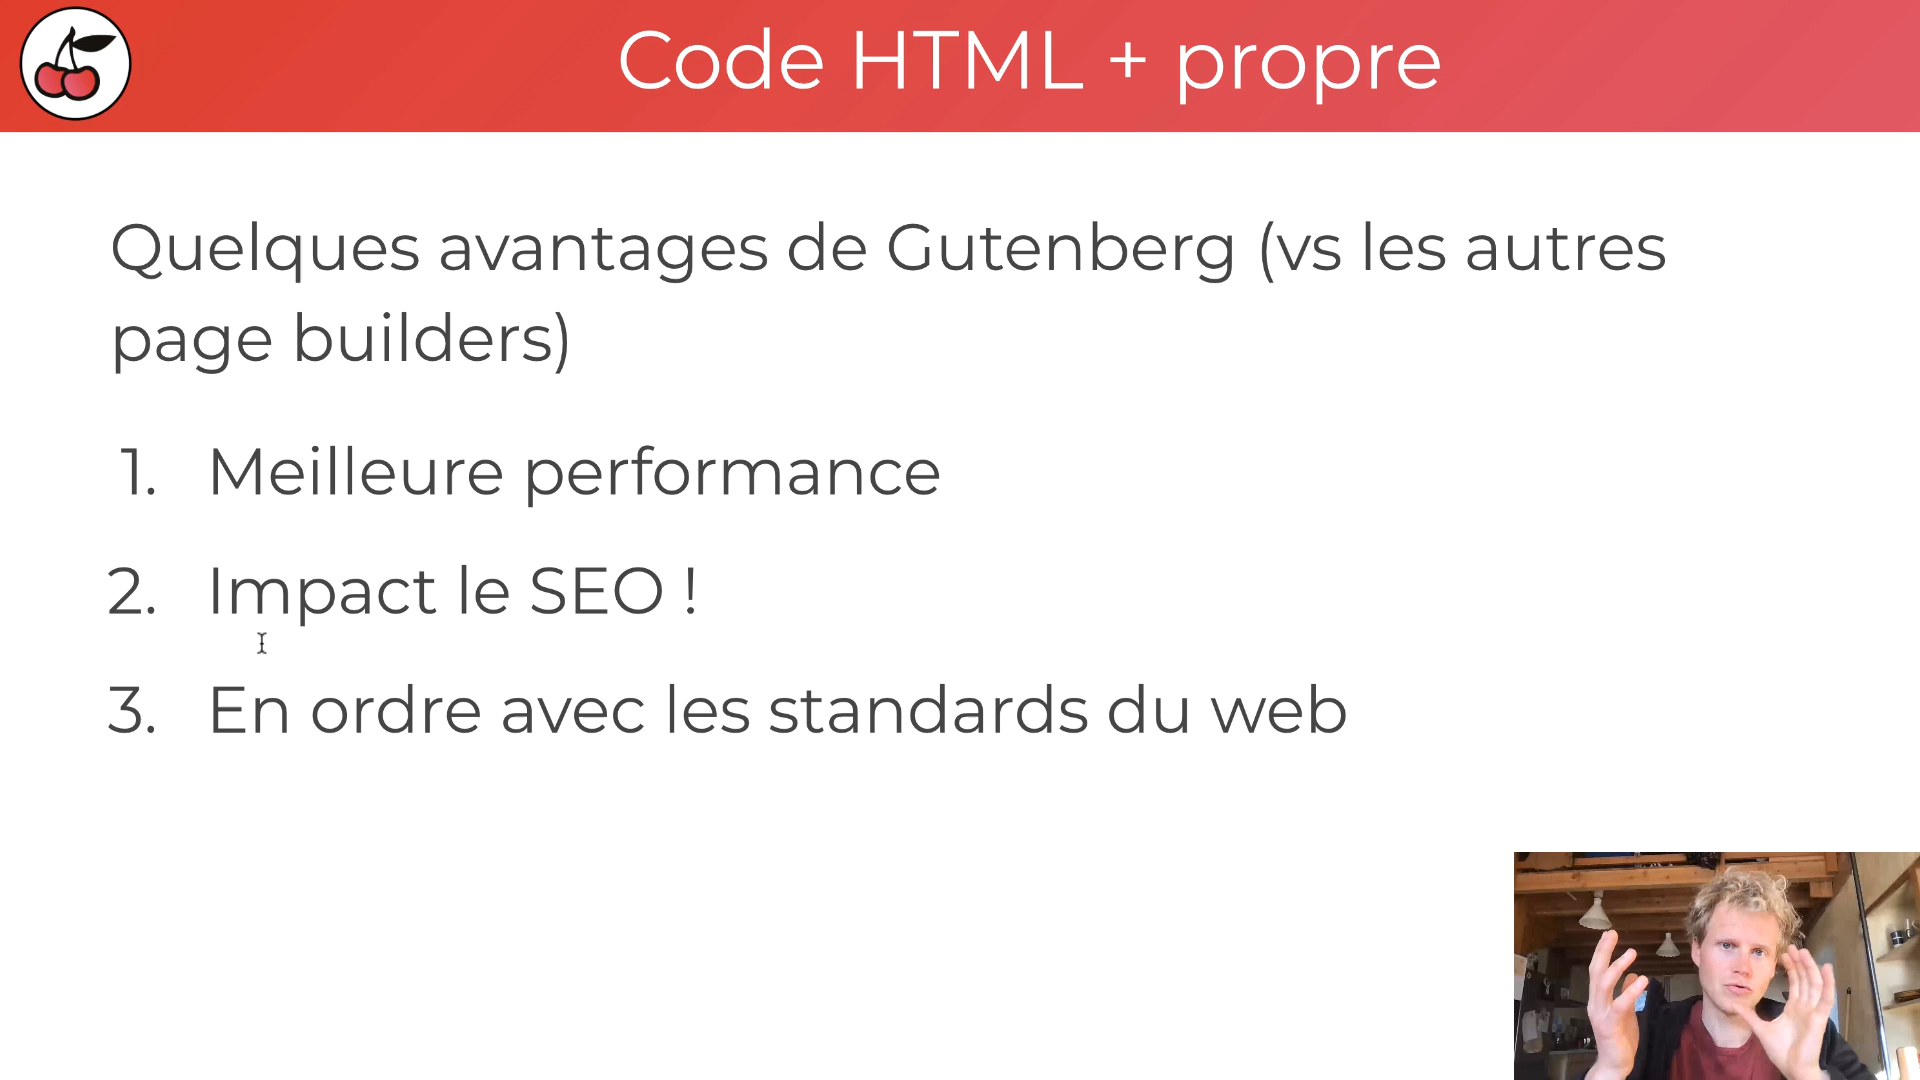 Code HTML + propre
Quelques avantages de Gutenberg (vs les autres
page builders)
1. Meilleure performance
2. Impact le SEO !
3. En ordre avec les standards du web